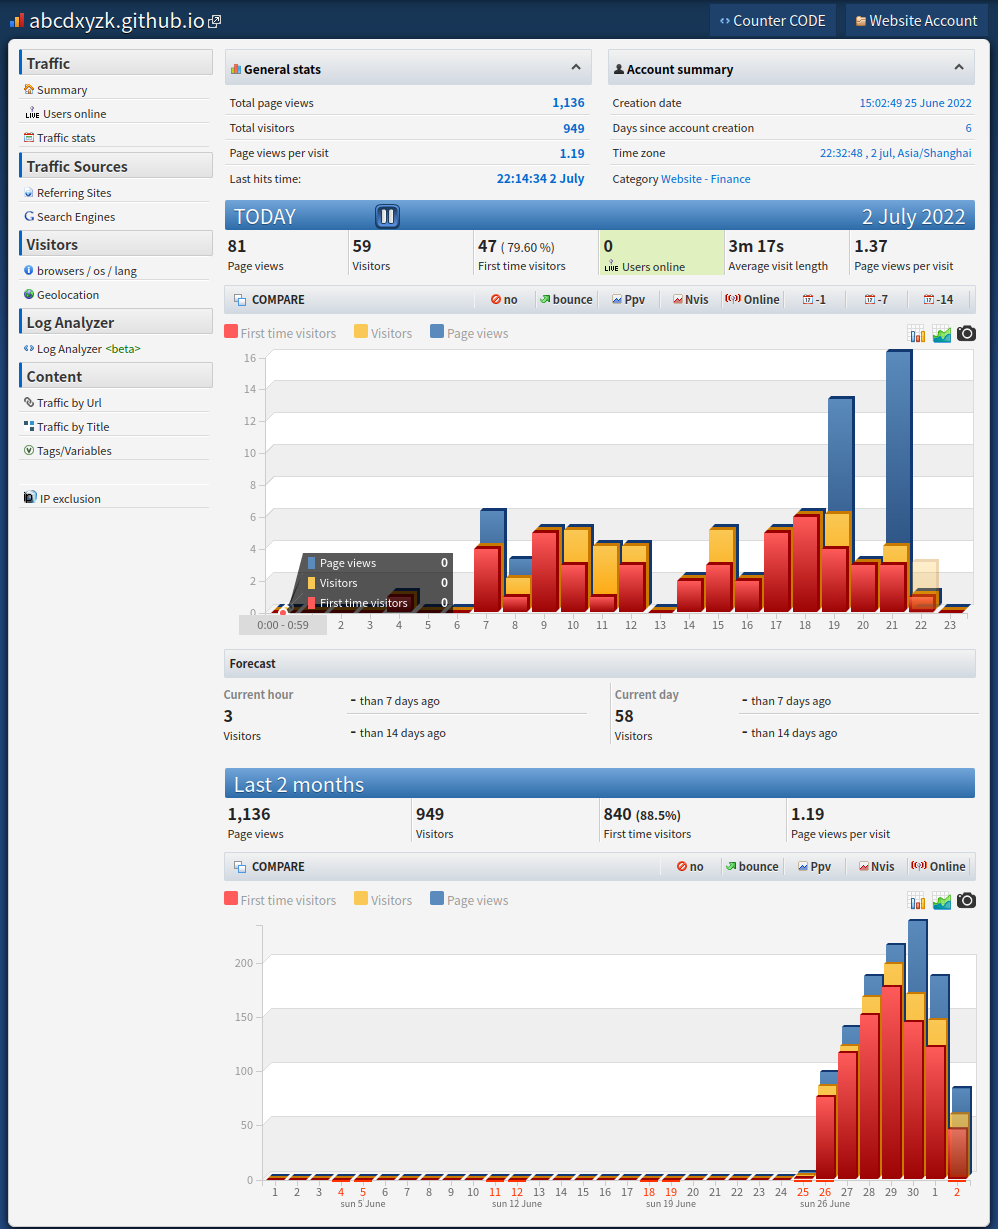 abcdxyzk.github.io
Counter CODE
Website Account
Traffic
Summary
LIVE Users online
Traffic stats
Traffic Sources
Referring Sites
G Search Engines
Visitors
browsers / os / lang
Geolocation
Log Analyzer
Log Analyzer <beta>
Content
Traffic by Url
Traffic by Title
Tags/Variables
IP exclusion
General stats
Total page views 1,136
Total visitors 949
Page views per visit 1.19
Last hits time: 22:14:34 2 July
Account summary
Creation date 15:02:49 25 June 2022
Days since account creation 6
Time zone 22:32:48 , 2 jul, Asia/Shanghai
Category Website - Finance
TODAY 2 July 2022
81 59 47 ( 79.60 %) 0 3m 17s 1.37
Page views Visitors First time visitors LIVE Users online Average visit length Page views per visit
COMPARE no bounce Ppv Nvis Online -1 -7 -14
First time visitors Visitors Page views
16
14
12
10
8
6
4
2
0
Page views 0
Visitors 0
First time visitors 0
0:00 - 0:59 2 3 4 5 6 7 8 9 10 11 12 13 14 15 16 17 18 19 20 21 22 23
Forecast
Current hour
3
Visitors
- than 7 days ago
- than 14 days ago
Current day
58
Visitors
- than 7 days ago
- than 14 days ago
Last 2 months
1,136 949 840 (88.5%) 1.19
Page views Visitors First time visitors Page views per visit
COMPARE no bounce Ppv Nvis Online
First time visitors Visitors Page views
200
150
100
50
0
1 2 3 4 5 6 7 8 9 10 11 12 13 14 15 16 17 18 19 20 21 22 23 24 25 26 27 28 29 30 1 2
sun 5 June sun 12 June sun 19 June sun 26 June